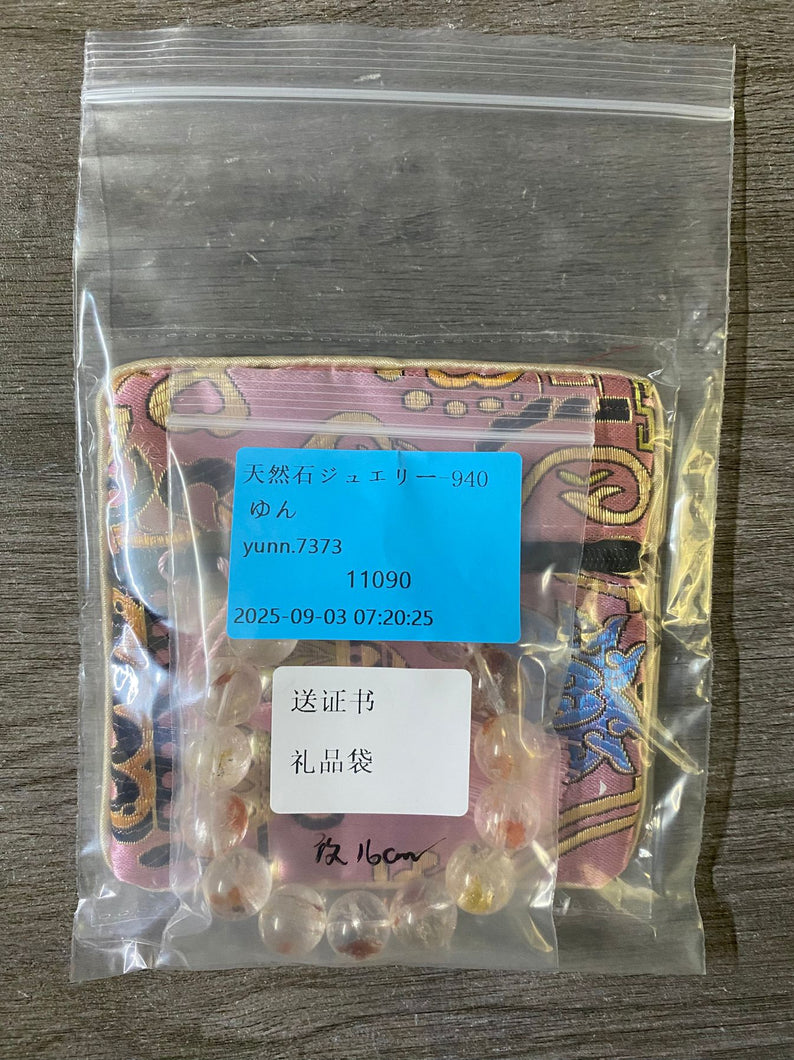 天然石ジュエリー-940
ゆん
yunn.7373
11090
2025-09-03 07:20:25
送证书
礼品袋
16cm